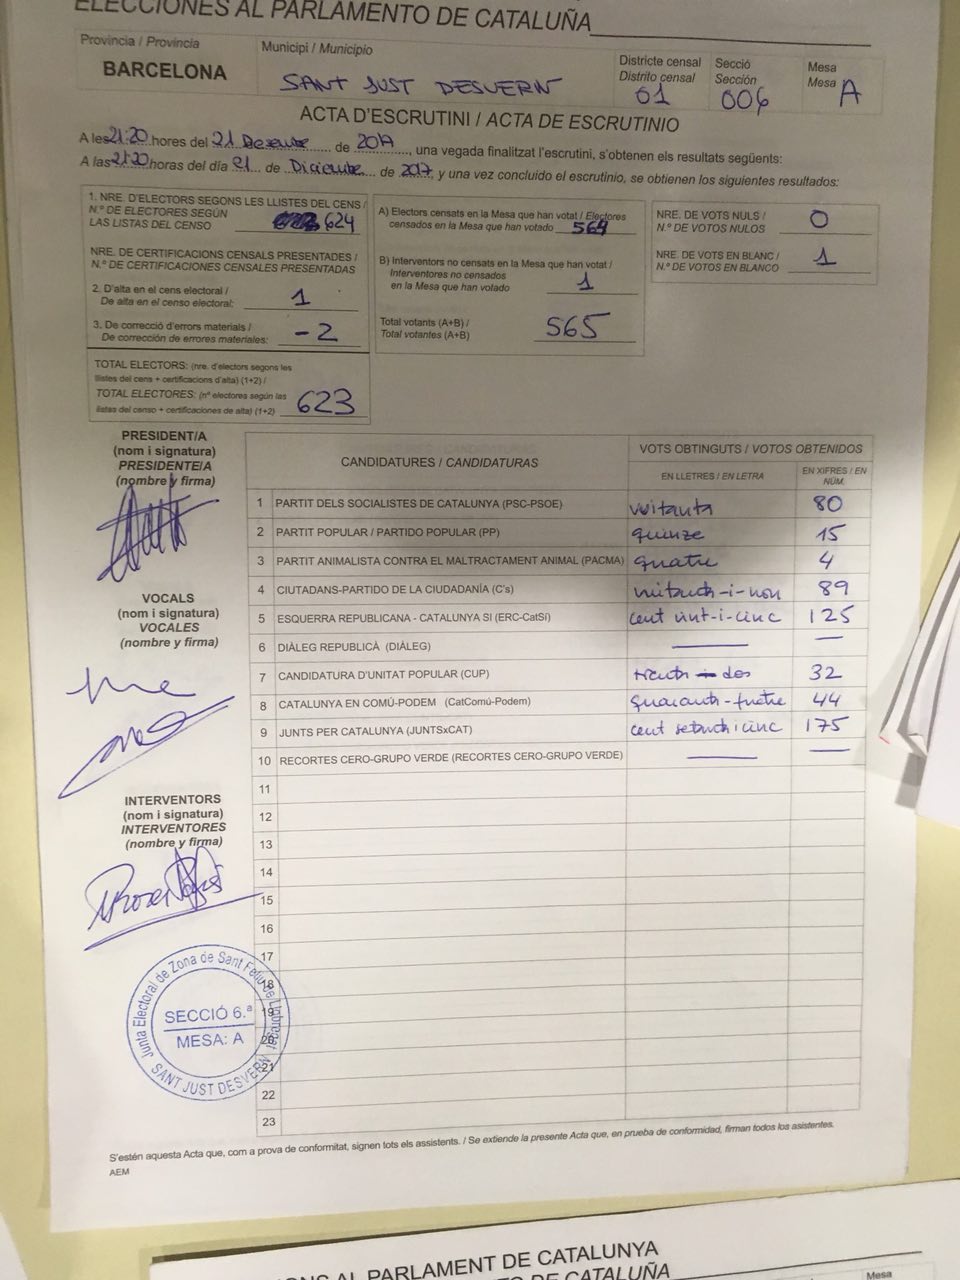 ELECCIONES AL PARLAMENTO DE CATALUÑA
Província / Provincia
BARCELONA
Municipi / Municipio
SANT JUST DESVERN
Districte censal
Distrito censal
01
Secció
Sección
006
Mesa
Mesa
A
ACTA D'ESCRUTINI / ACTA DE ESCRUTINIO
A les 21:20 hores del 21 Desembre de 2017, una vegada finalitzat l'escrutini, s'obtenen els resultats següents:
A las 21:20 horas del día 21 de Diciembre de 2017 y una vez concluido el escrutinio, se obtienen los siguientes resultados:
1. NRE. D'ELECTORS SEGONS LES LLISTES DEL CENS /
N.º DE ELECTORES SEGÚN
LAS LISTAS DEL CENSO 624
NRE. DE CERTIFICACIONS CENSALS PRESENTADES /
N.º DE CERTIFICACIONES CENSALES PRESENTADAS
2. D'alta en el cens electoral /
De alta en el censo electoral: 1
3. De correcció d'errors materials /
De corrección de errores materiales: -2
TOTAL ELECTORS: (nre. d'electors segons les
llistes del cens + certificacions d'alta) (1+2) /
TOTAL ELECTORES: (nº electores según las
listas del censo + certificaciones de alta) (1+2) 623
A) Electors censats en la Mesa que han votat / Electores
censados en la Mesa que han votado 564
B) Interventors no censats en la Mesa que han votat /
Interventores no censados
en la Mesa que han votado 1
Total votants (A+B) /
Total votantes (A+B) 565
NRE. DE VOTS NULS /
N.º DE VOTOS NULOS 0
NRE. DE VOTS EN BLANC /
N.º DE VOTOS EN BLANCO 1
PRESIDENT/A
(nom i signatura)
PRESIDENTE/A
(nombre y firma)
VOCALS
(nom i signatura)
VOCALES
(nombre y firma)
INTERVENTORS
(nom i signatura)
INTERVENTORES
(nombre y firma)
CANDIDATURES / CANDIDATURAS
VOTS OBTINGUTS / VOTOS OBTENIDOS
EN LLETRES / EN LETRA
EN XIFRES / EN NÚM.
1 PARTIT DELS SOCIALISTES DE CATALUNYA (PSC-PSOE) vuitanta 80
2 PARTIT POPULAR / PARTIDO POPULAR (PP) quinze 15
3 PARTIT ANIMALISTA CONTRA EL MALTRACTAMENT ANIMAL (PACMA) quatre 4
4 CIUTADANS-PARTIDO DE LA CIUDADANÍA (C's) vuitanta-i-nou 89
5 ESQUERRA REPUBLICANA - CATALUNYA SI (ERC-CatSí) cent vint-i-cinc 125
6 DIÀLEG REPUBLICÀ (DIÀLEG)
7 CANDIDATURA D'UNITAT POPULAR (CUP) trenta-dos 32
8 CATALUNYA EN COMÚ-PODEM (CatComú-Podem) quaranta-quatre 44
9 JUNTS PER CATALUNYA (JUNTSxCAT) cent setanta i cinc 175
10 RECORTES CERO-GRUPO VERDE (RECORTES CERO-GRUPO VERDE)
11
12
13
14
15
16
17
18
19
20
21
22
23
Junta Electoral de Zona de Sant Feliu de Llobregat
SECCIÓ 6.ª
MESA: A
SANT JUST DESVERN
S'estén aquesta Acta que, com a prova de conformitat, signen tots els assistents. / Se extiende la presente Acta que, en prueba de conformidad, firman todos los asistentes.
AEM
AL PARLAMENT DE CATALUNYA
DE CATALUÑA
Mesa